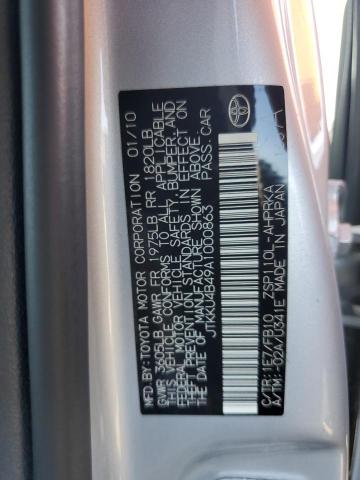 MFD.BY:TOYOTA MOTOR CORPORATION 01/10
GVWR 3605LB GAWR FR 1975LB RR 1820LB
THIS VEHICLE CONFORMS TO ALL APPLICABLE
FEDERAL MOTOR VEHICLE SAFETY, BUMPER, AND
THEFT PREVENTION STANDARDS IN EFFECT ON
THE DATE OF MANUFACTURE SHOWN ABOVE.
JTKKU4B49A1000863 PASS.CAR
C/TR:1E7/FB10 ZSP110L-AHPRKA
A/TM:-02A/U341E MADE IN JAPAN